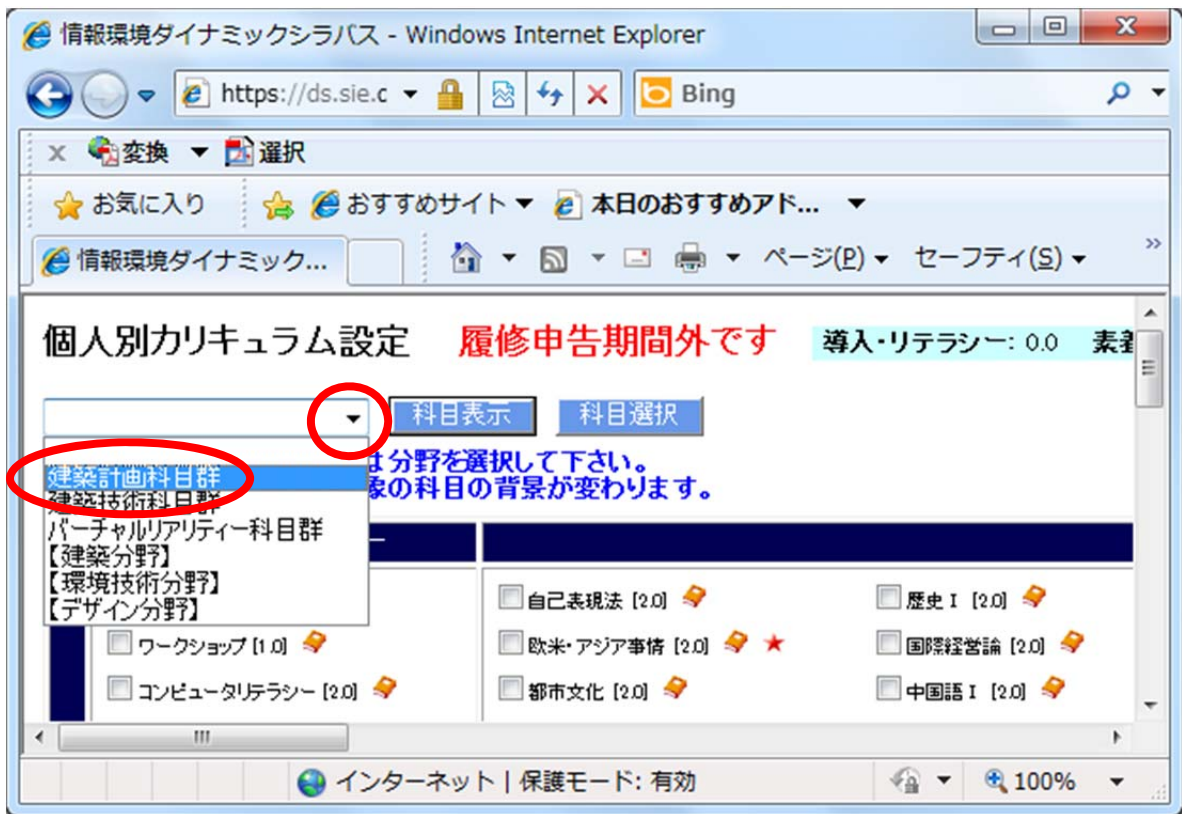 情報環境ダイナミックシラバス - Windows Internet Explorer
https://ds.sie.c
Bing
x 変換 選択
お気に入り おすすめサイト 本日のおすすめアド...
情報環境ダイナミック... ページ(P) セーフティ(S) »
個人別カリキュラム設定 履修申告期間外です 導入・リテラシー: 0.0
科目表示 科目選択
は分野を選択して下さい。
建築計画科目群
象の科目の背景が変わります。
建築技術科目群
バーチャルリアリティー科目群
【建築分野】
【環境技術分野】
【デザイン分野】
自己表現法 [2.0] 歴史 I [2.0]
ワークショップ [1.0] 欧米・アジア事情 [2.0] ★ 国際経営論 [2.0]
コンピュータリテラシー [2.0] 都市文化 [2.0] 中国語 I [2.0]
インターネット | 保護モード: 有効 100%